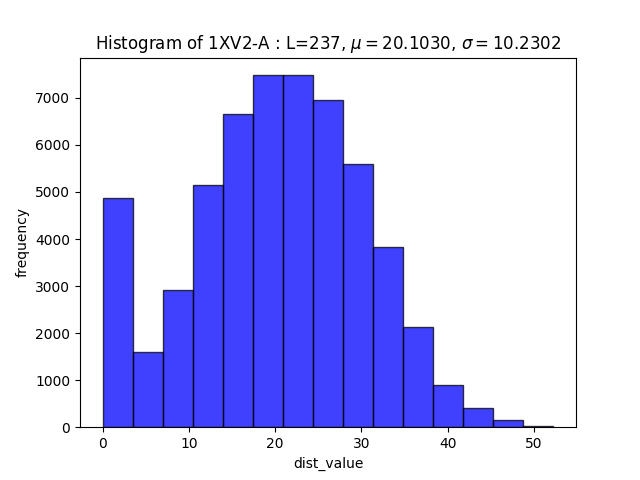 Histogram of 1XV2-A : L=237, μ = 20.1030, σ = 10.2302
7000
6000
5000
4000
3000
2000
1000
0
frequency
0 10 20 30 40 50
dist_value